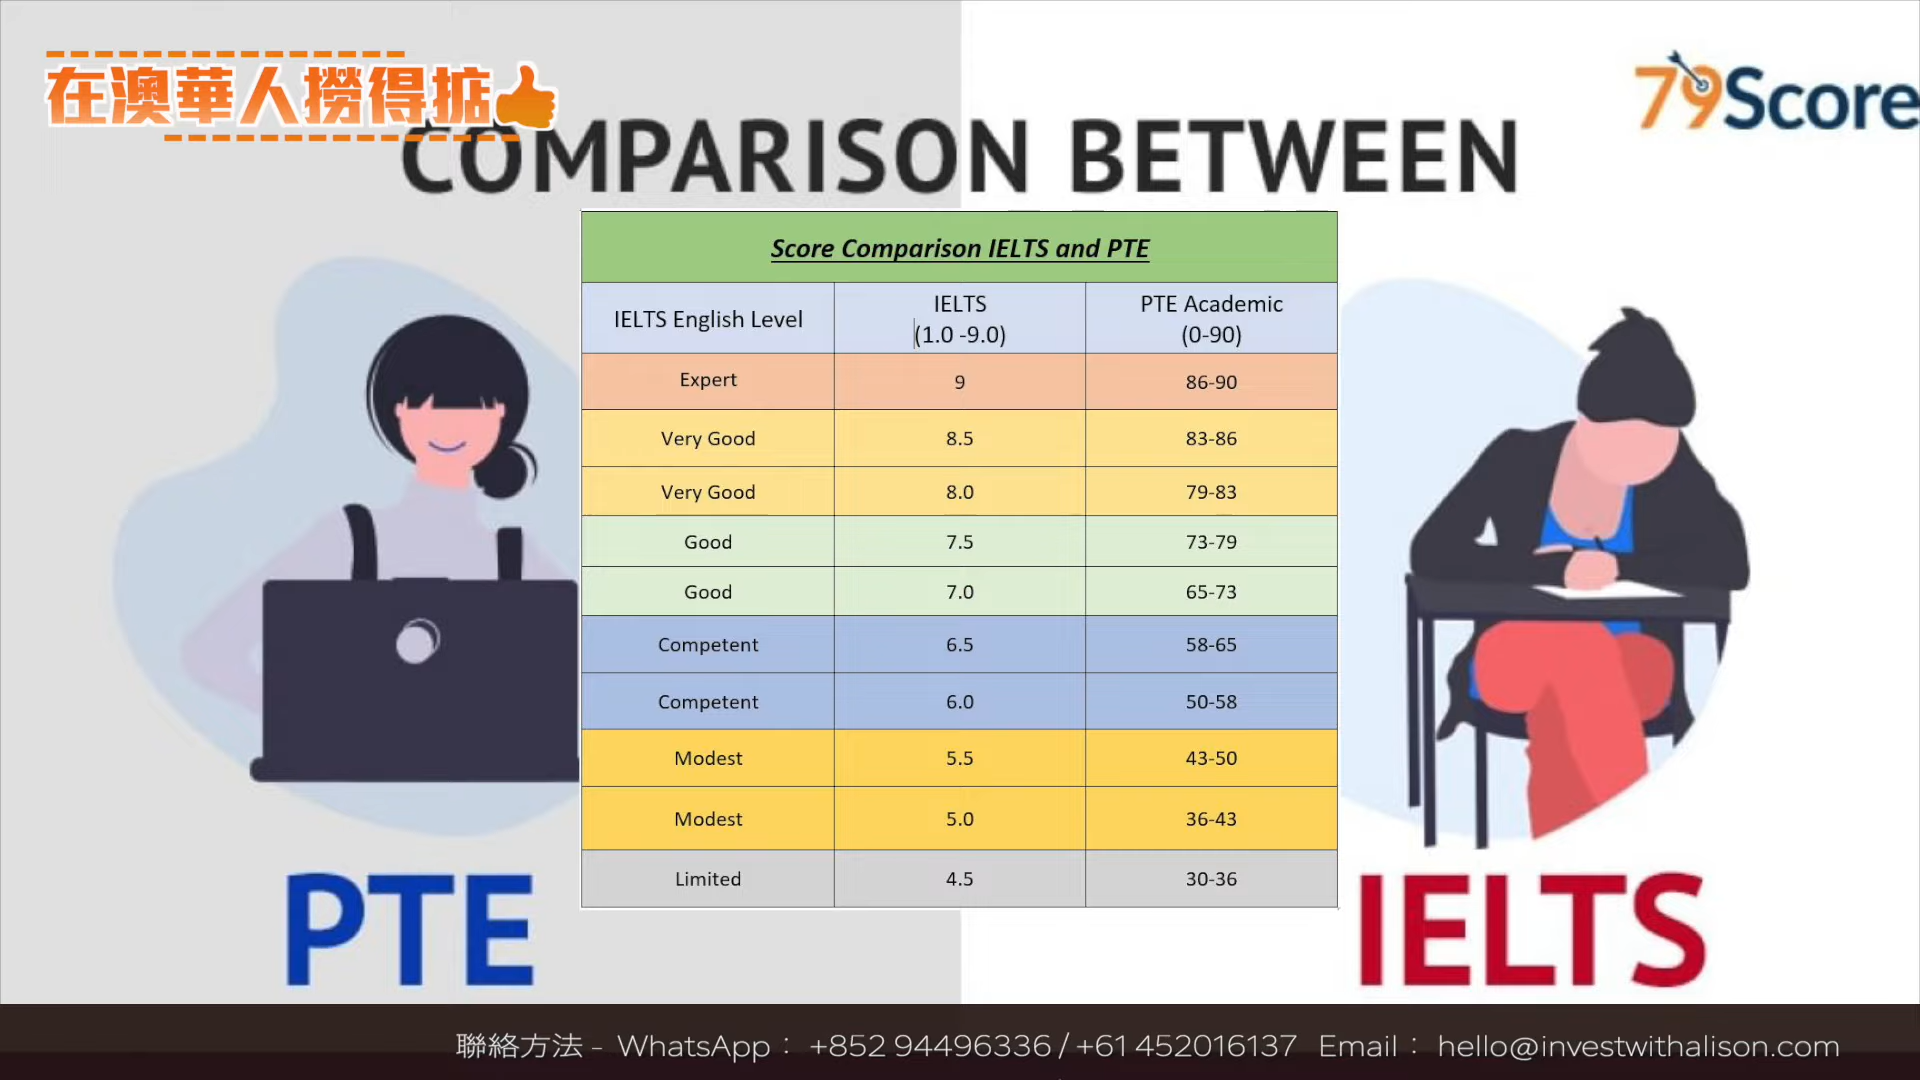 在澳華人撈得掂
79Score
COMPARISON BETWEEN
Score Comparison IELTS and PTE
IELTS English Level IELTS (1.0 -9.0) PTE Academic (0-90)
Expert 9 86-90
Very Good 8.5 83-86
Very Good 8.0 79-83
Good 7.5 73-79
Good 7.0 65-73
Competent 6.5 58-65
Competent 6.0 50-58
Modest 5.5 43-50
Modest 5.0 36-43
Limited 4.5 30-36
PTE
IELTS
聯絡方法 - WhatsApp： +852 94496336 / +61 452016137 Email： hello@investwithalison.com